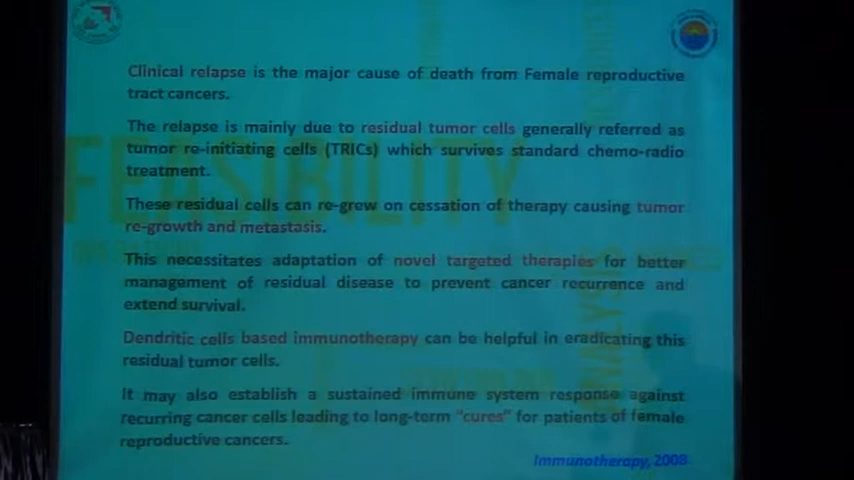 Clinical relapse is the major cause of death from Female reproductive
tract cancers.
The relapse is mainly due to residual tumor cells generally referred as
tumor re-initiating cells (TRICs) which survives standard chemo-radio
treatment.
These residual cells can re-grew on cessation of therapy causing tumor
re-growth and metastasis.
This necessitates adaptation of novel targeted therapies for better
management of residual disease to prevent cancer recurrence and
extend survival.
Dendritic cells based immunotherapy can be helpful in eradicating this
residual tumor cells.
It may also establish a sustained immune system response against
recurring cancer cells leading to long-term "cures" for patients of female
reproductive cancers.
Immunotherapy, 2008
FEASIBILITY
ANALYSIS